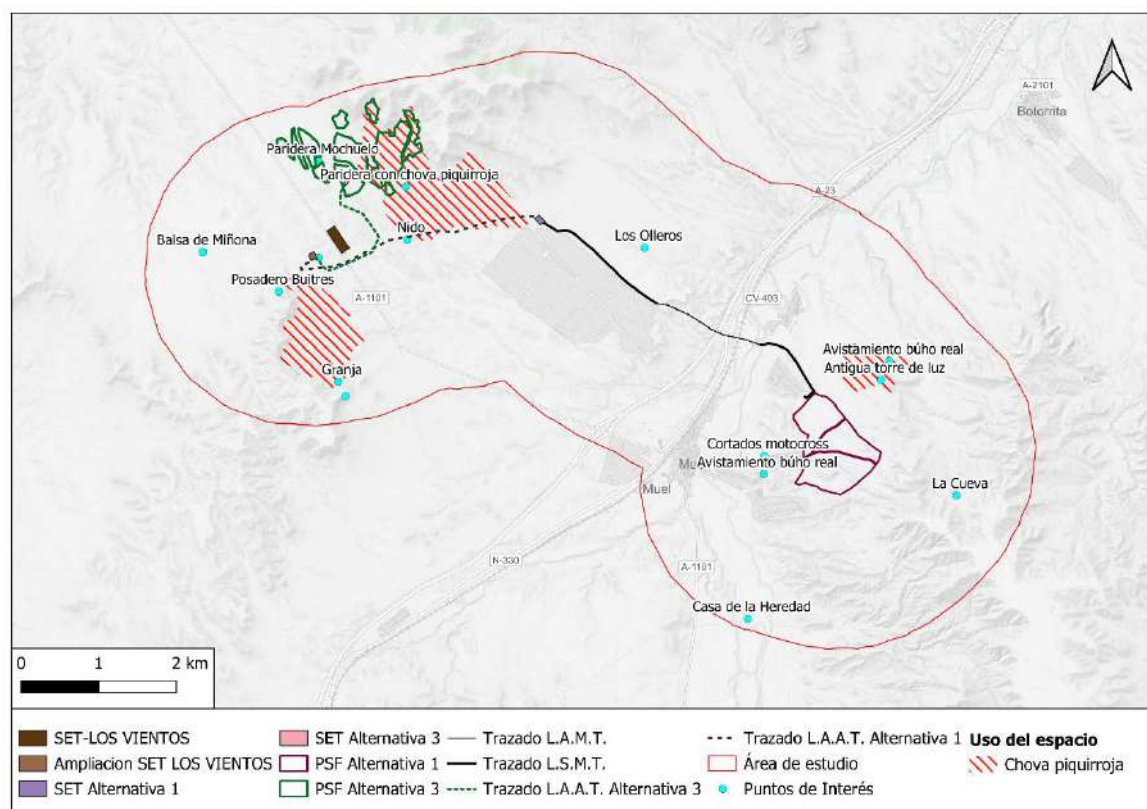 A-2101
Botorrita
Paridera Mochuelo
Paridera con chova piquirroja
A-23
Nido
Los Olleros
Balsa de Miñona
Posadero Buitres
A-1101
CV-403
Avistamiento búho real
Antigua torre de luz
Granja
Cortados motocross
Avistamiento búho real
Muel
La Cueva
N-330
A-1101
Casa de la Heredad
0 1 2 km
SET-LOS VIENTOS
Ampliacion SET LOS VIENTOS
SET Alternativa 1
SET Alternativa 3
PSF Alternativa 1
PSF Alternativa 3
Trazado L.A.M.T.
Trazado L.S.M.T.
Trazado L.A.A.T. Alternativa 3
Trazado L.A.A.T. Alternativa 1
Área de estudio
Puntos de Interés
Uso del espacio
Chova piquirroja